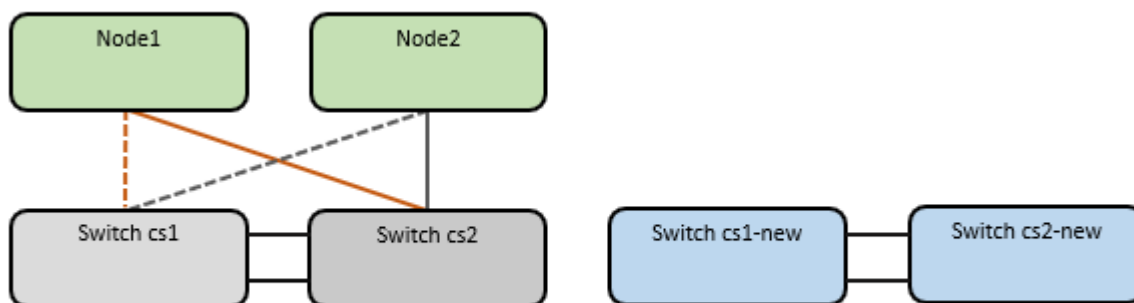 Node1
Node2
Switch cs1
Switch cs2
Switch cs1-new
Switch cs2-new